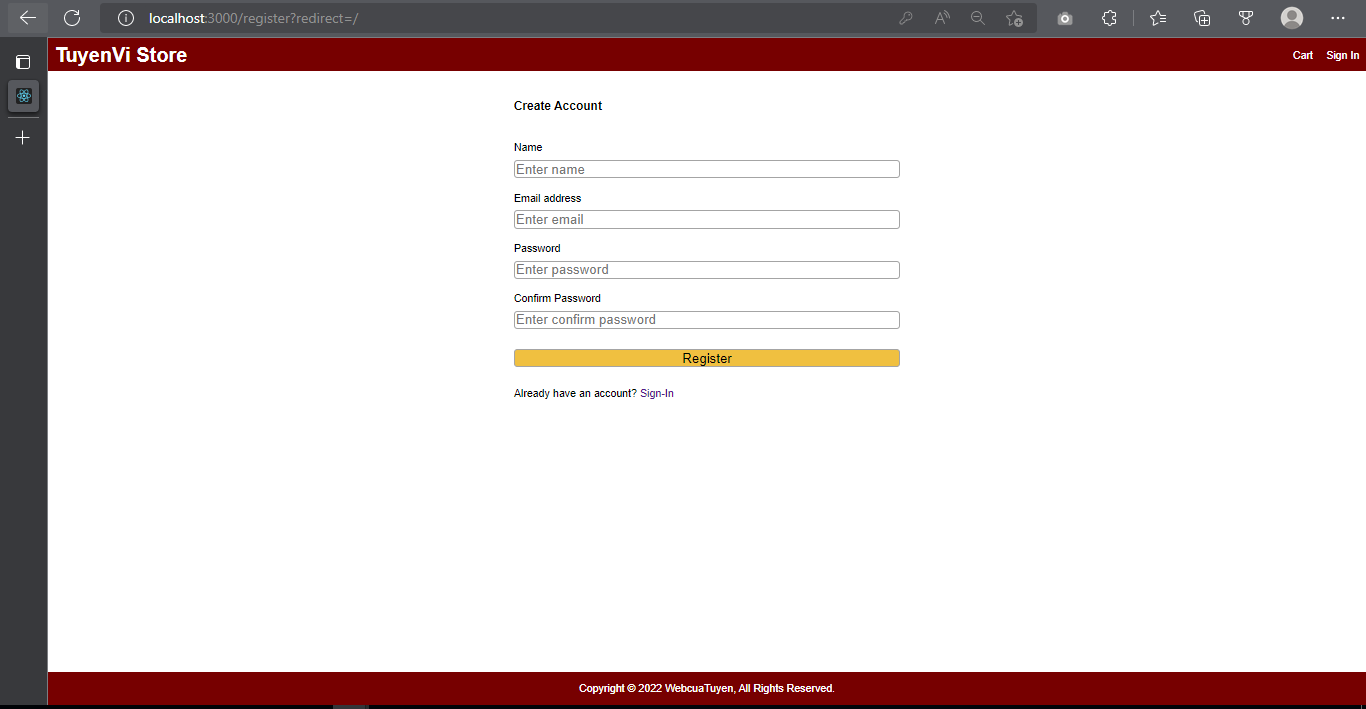 localhost:3000/register?redirect=/
TuyenVi Store
Cart Sign In
Create Account
Name
Enter name
Email address
Enter email
Password
Enter password
Confirm Password
Enter confirm password
Register
Already have an account? Sign-In
Copyright © 2022 WebcuaTuyen, All Rights Reserved.